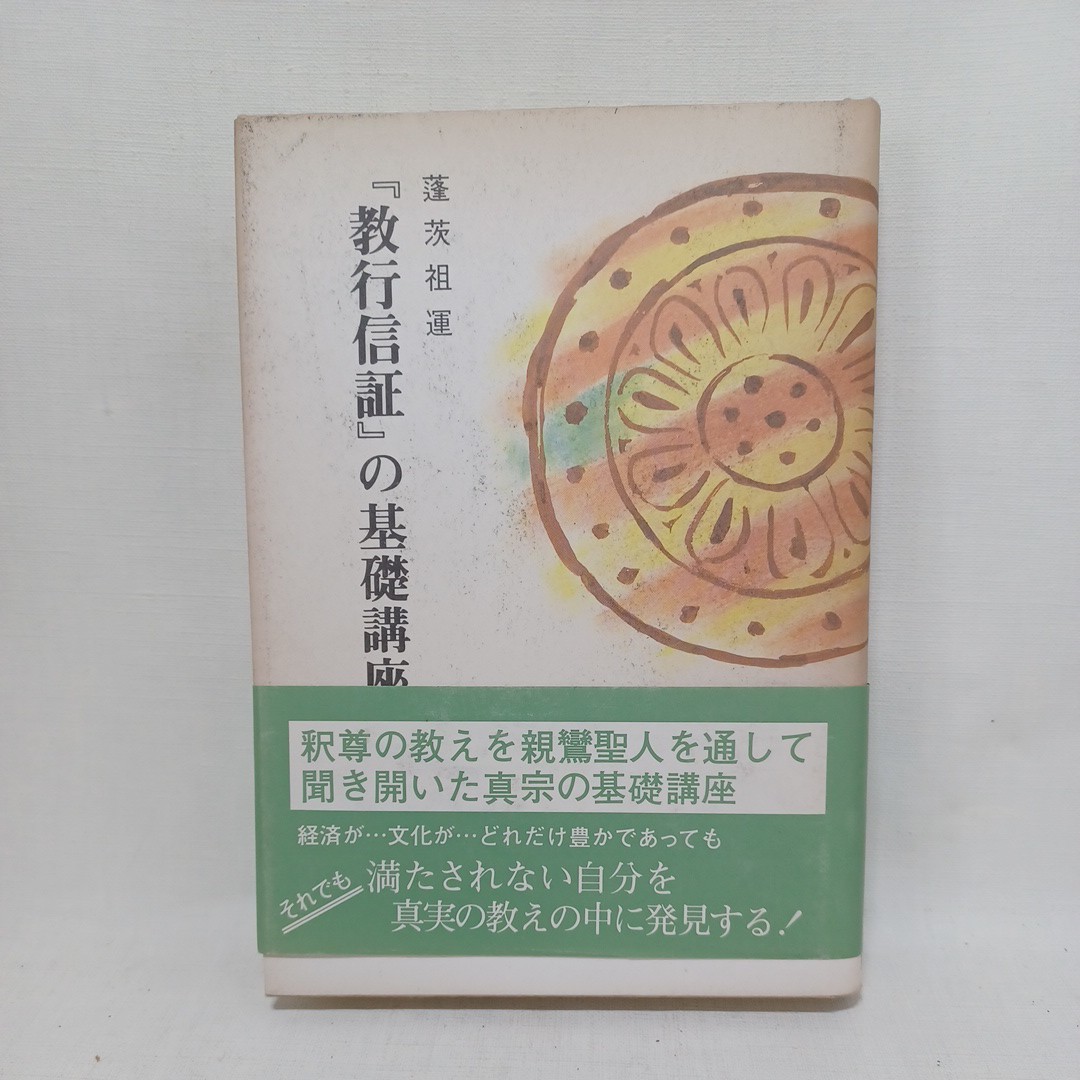 蓬茨祖運
『教行信証』の基礎講座
釈尊の教えを親鸞聖人を通して
聞き開いた真宗の基礎講座
経済が…文化が…どれだけ豊かであっても
それでも
満たされない自分を
真実の教えの中に発見する！